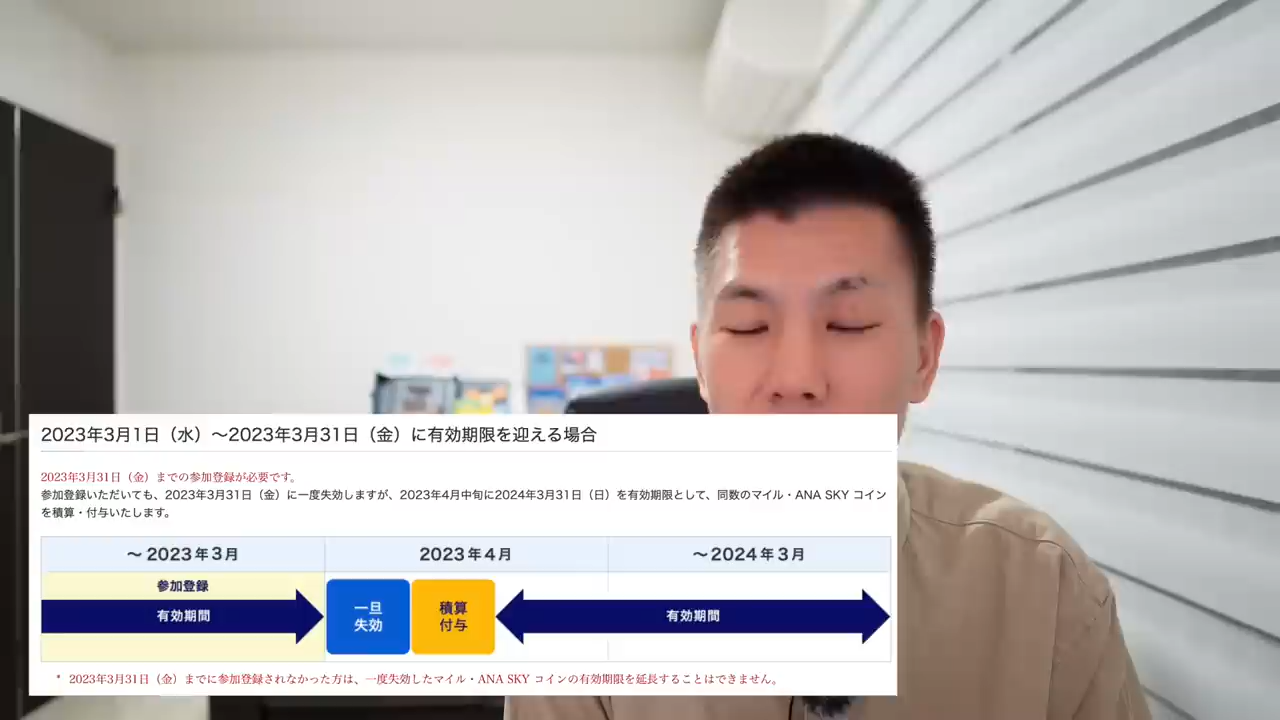 2023年3月1日（水）～2023年3月31日（金）に有効期限を迎える場合
2023年3月31日（金）までの参加登録が必要です。
参加登録いただいても、2023年3月31日（金）に一度失効しますが、2023年4月中旬に2024年3月31日（日）を有効期限として、同数のマイル・ANA SKY コイン
を積算・付与いたします。
～2023年3月 2023年4月 ～2024年3月
参加登録
有効期間
一旦
失効
積算
付与
有効期間
* 2023年3月31日（金）までに参加登録されなかった方は、一度失効したマイル・ANA SKY コインの有効期限を延長することはできません。